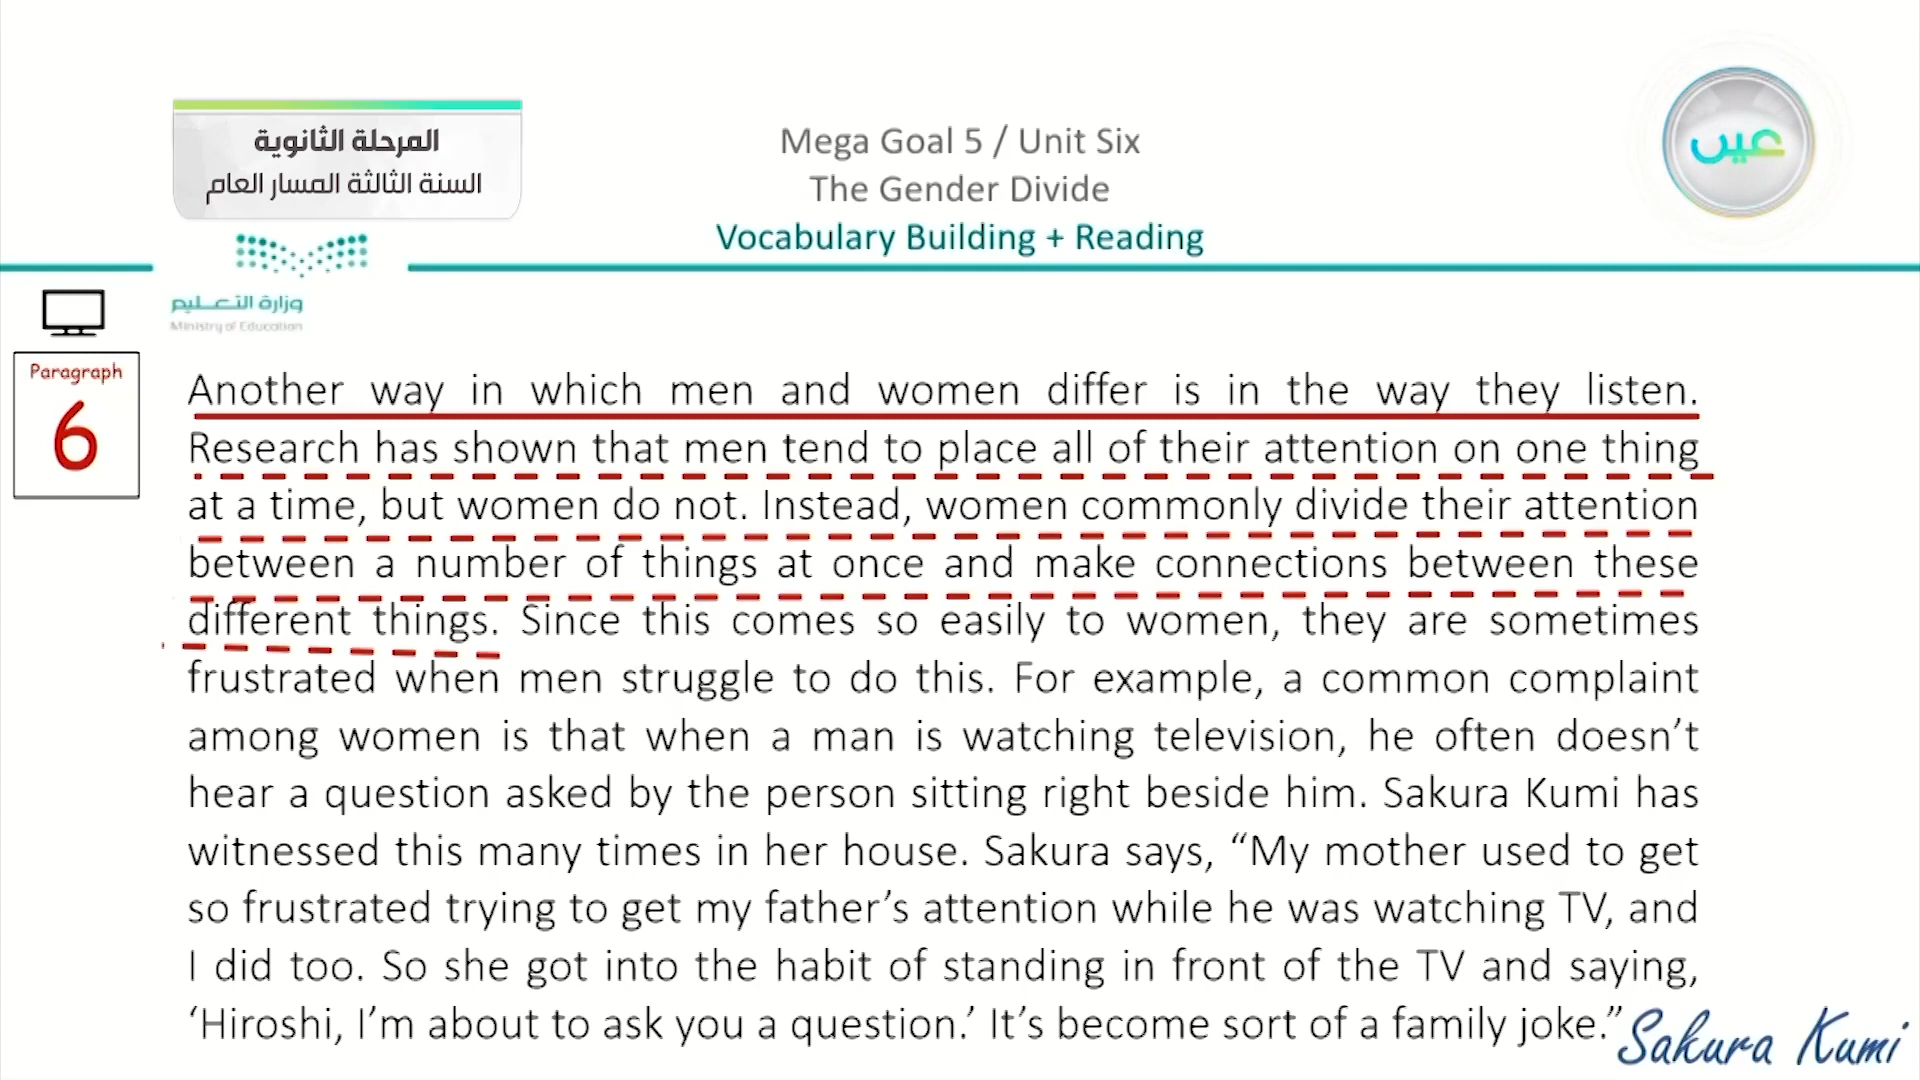 المرحلة الثانوية
السنة الثالثة المسار العام
Mega Goal 5 / Unit Six
The Gender Divide
Vocabulary Building + Reading
عين
وزارة التعليم
Ministry of Education
Paragraph
6
Another way in which men and women differ is in the way they listen.
Research has shown that men tend to place all of their attention on one thing
at a time, but women do not. Instead, women commonly divide their attention
between a number of things at once and make connections between these
different things. Since this comes so easily to women, they are sometimes
frustrated when men struggle to do this. For example, a common complaint
among women is that when a man is watching television, he often doesn’t
hear a question asked by the person sitting right beside him. Sakura Kumi has
witnessed this many times in her house. Sakura says, “My mother used to get
so frustrated trying to get my father’s attention while he was watching TV, and
I did too. So she got into the habit of standing in front of the TV and saying,
‘Hiroshi, I’m about to ask you a question.’ It’s become sort of a family joke.”
Sakura Kumi